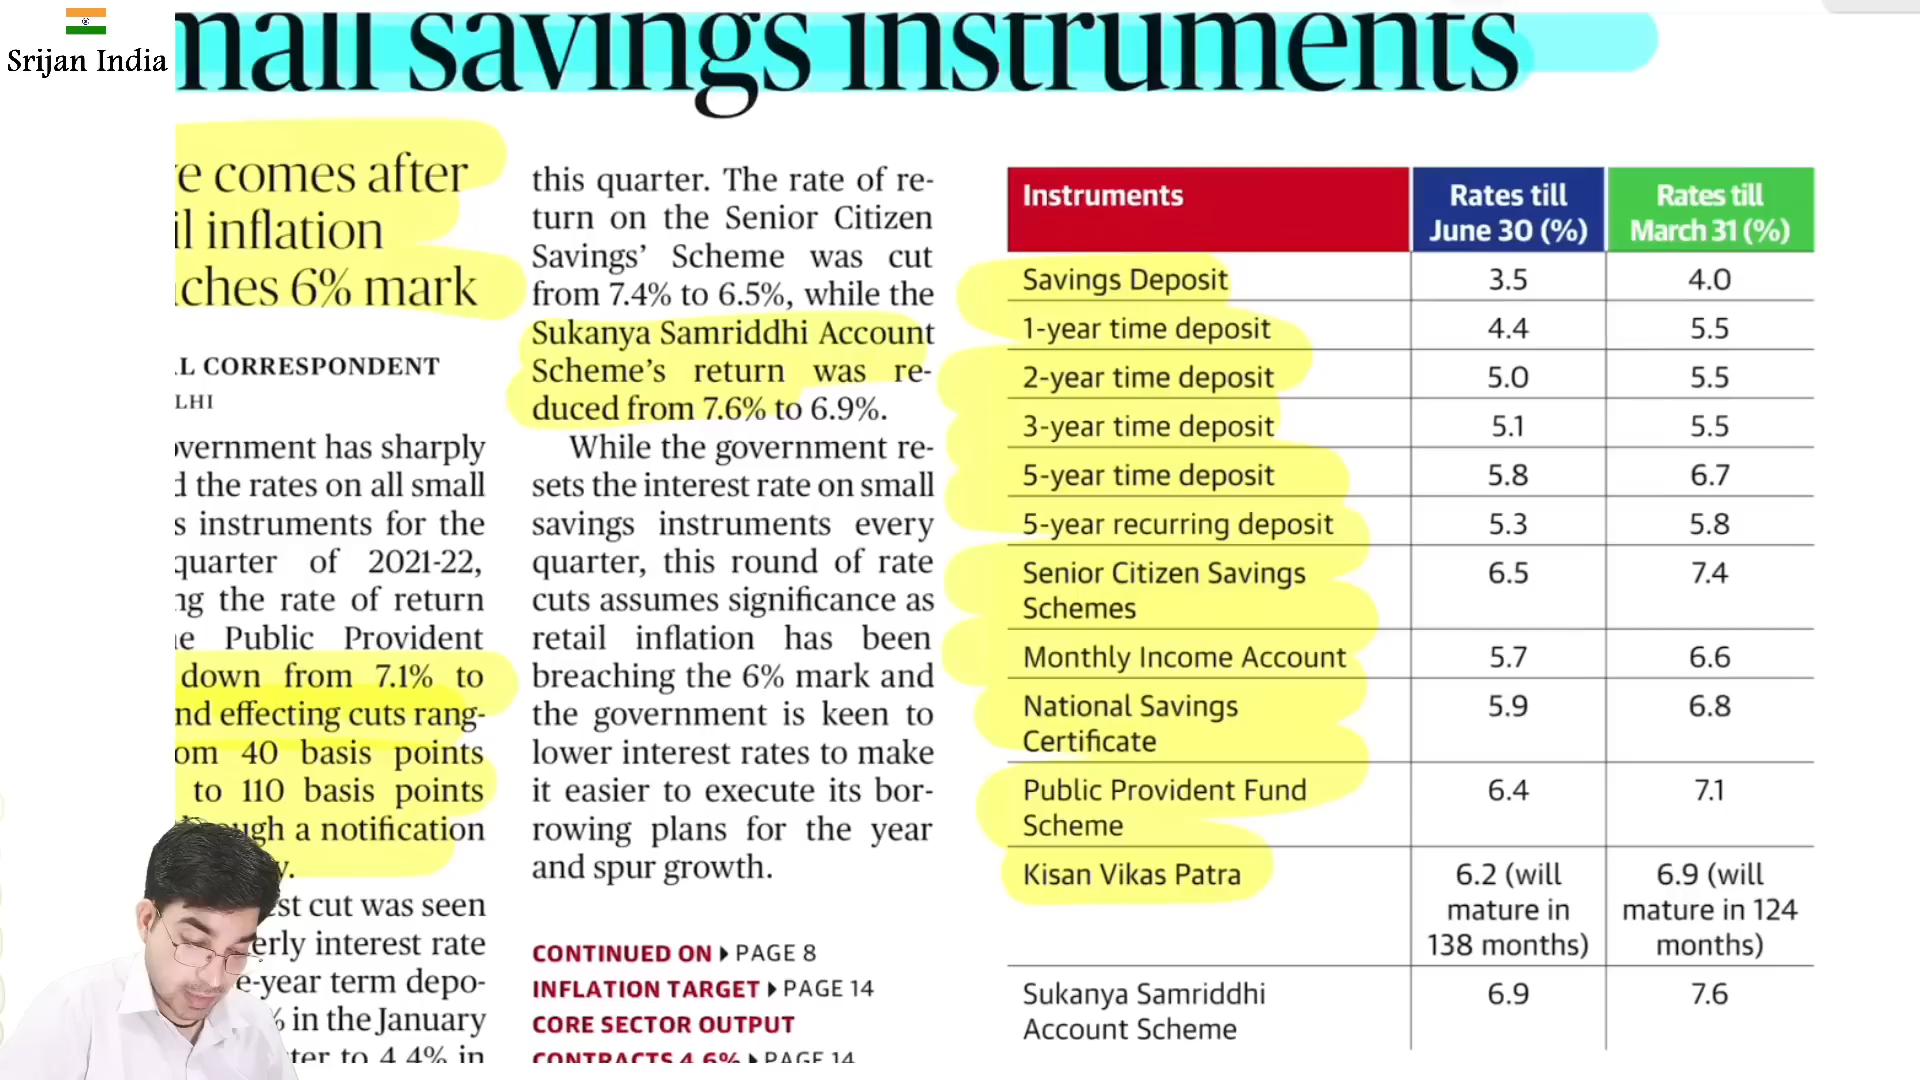 Srijan India
mall savings instruments
e comes after
il inflation
ches 6% mark
L CORRESPONDENT
LHI
vernment has sharply
d the rates on all small
s instruments for the
quarter of 2021-22,
ng the rate of return
e Public Provident
down from 7.1% to
nd effecting cuts rang-
om 40 basis points
to 110 basis points
ugh a notification
y.
est cut was seen
erly interest rate
e-year term depo-
% in the January
ter to 4.4% in
this quarter. The rate of re-
turn on the Senior Citizen
Savings' Scheme was cut
from 7.4% to 6.5%, while the
Sukanya Samriddhi Account
Scheme's return was re-
duced from 7.6% to 6.9%.
While the government re-
sets the interest rate on small
savings instruments every
quarter, this round of rate
cuts assumes significance as
retail inflation has been
breaching the 6% mark and
the government is keen to
lower interest rates to make
it easier to execute its bor-
rowing plans for the year
and spur growth.
CONTINUED ON PAGE 8
INFLATION TARGET PAGE 14
CORE SECTOR OUTPUT
CONTRACTS 4.6% PAGE 14
Instruments Rates till June 30 (%) Rates till March 31 (%)
Savings Deposit 3.5 4.0
1-year time deposit 4.4 5.5
2-year time deposit 5.0 5.5
3-year time deposit 5.1 5.5
5-year time deposit 5.8 6.7
5-year recurring deposit 5.3 5.8
Senior Citizen Savings 6.5 7.4
Schemes
Monthly Income Account 5.7 6.6
National Savings 5.9 6.8
Certificate
Public Provident Fund 6.4 7.1
Scheme
Kisan Vikas Patra 6.2 (will 6.9 (will
mature in mature in 124
138 months) months)
Sukanya Samriddhi 6.9 7.6
Account Scheme